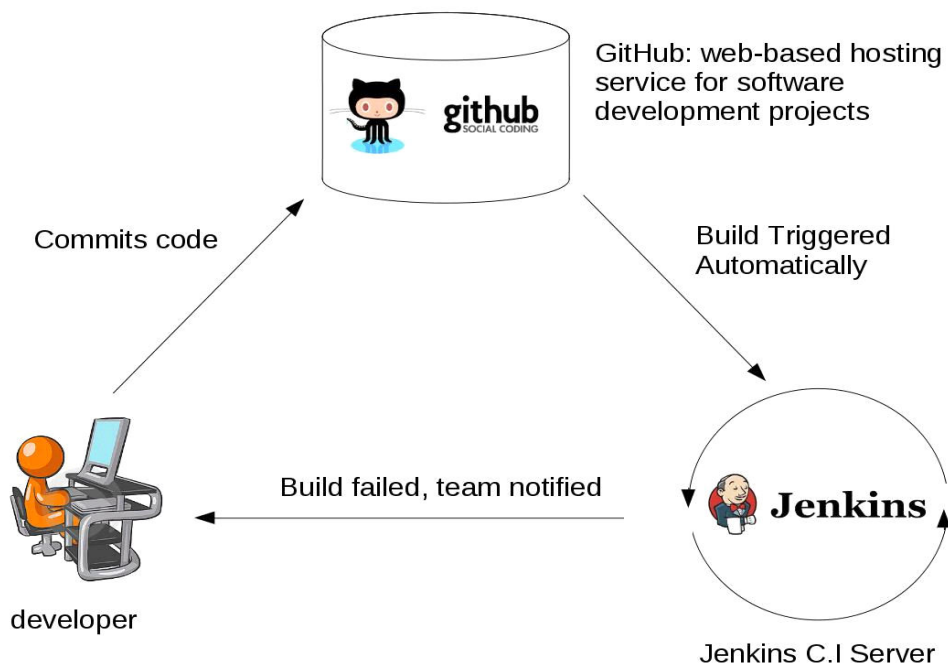 GitHub: web-based hosting
service for software
development projects
github
SOCIAL CODING
Commits code
Build Triggered
Automatically
Build failed, team notified
Jenkins
developer
Jenkins C.I Server